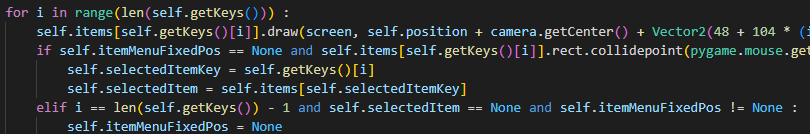 for i in range(len(self.getKeys())) :
self.items[self.getKeys()[i]].draw(screen, self.position + camera.getCenter() + Vector2(48 + 104 * (i
if self.itemMenuFixedPos == None and self.items[self.getKeys()[i]].rect.collidepoint(pygame.mouse.get
self.selectedItemKey = self.getKeys()[i]
self.selectedItem = self.items[self.selectedItemKey]
elif i == len(self.getKeys()) - 1 and self.selectedItem == None and self.itemMenuFixedPos != None :
self.itemMenuFixedPos = None